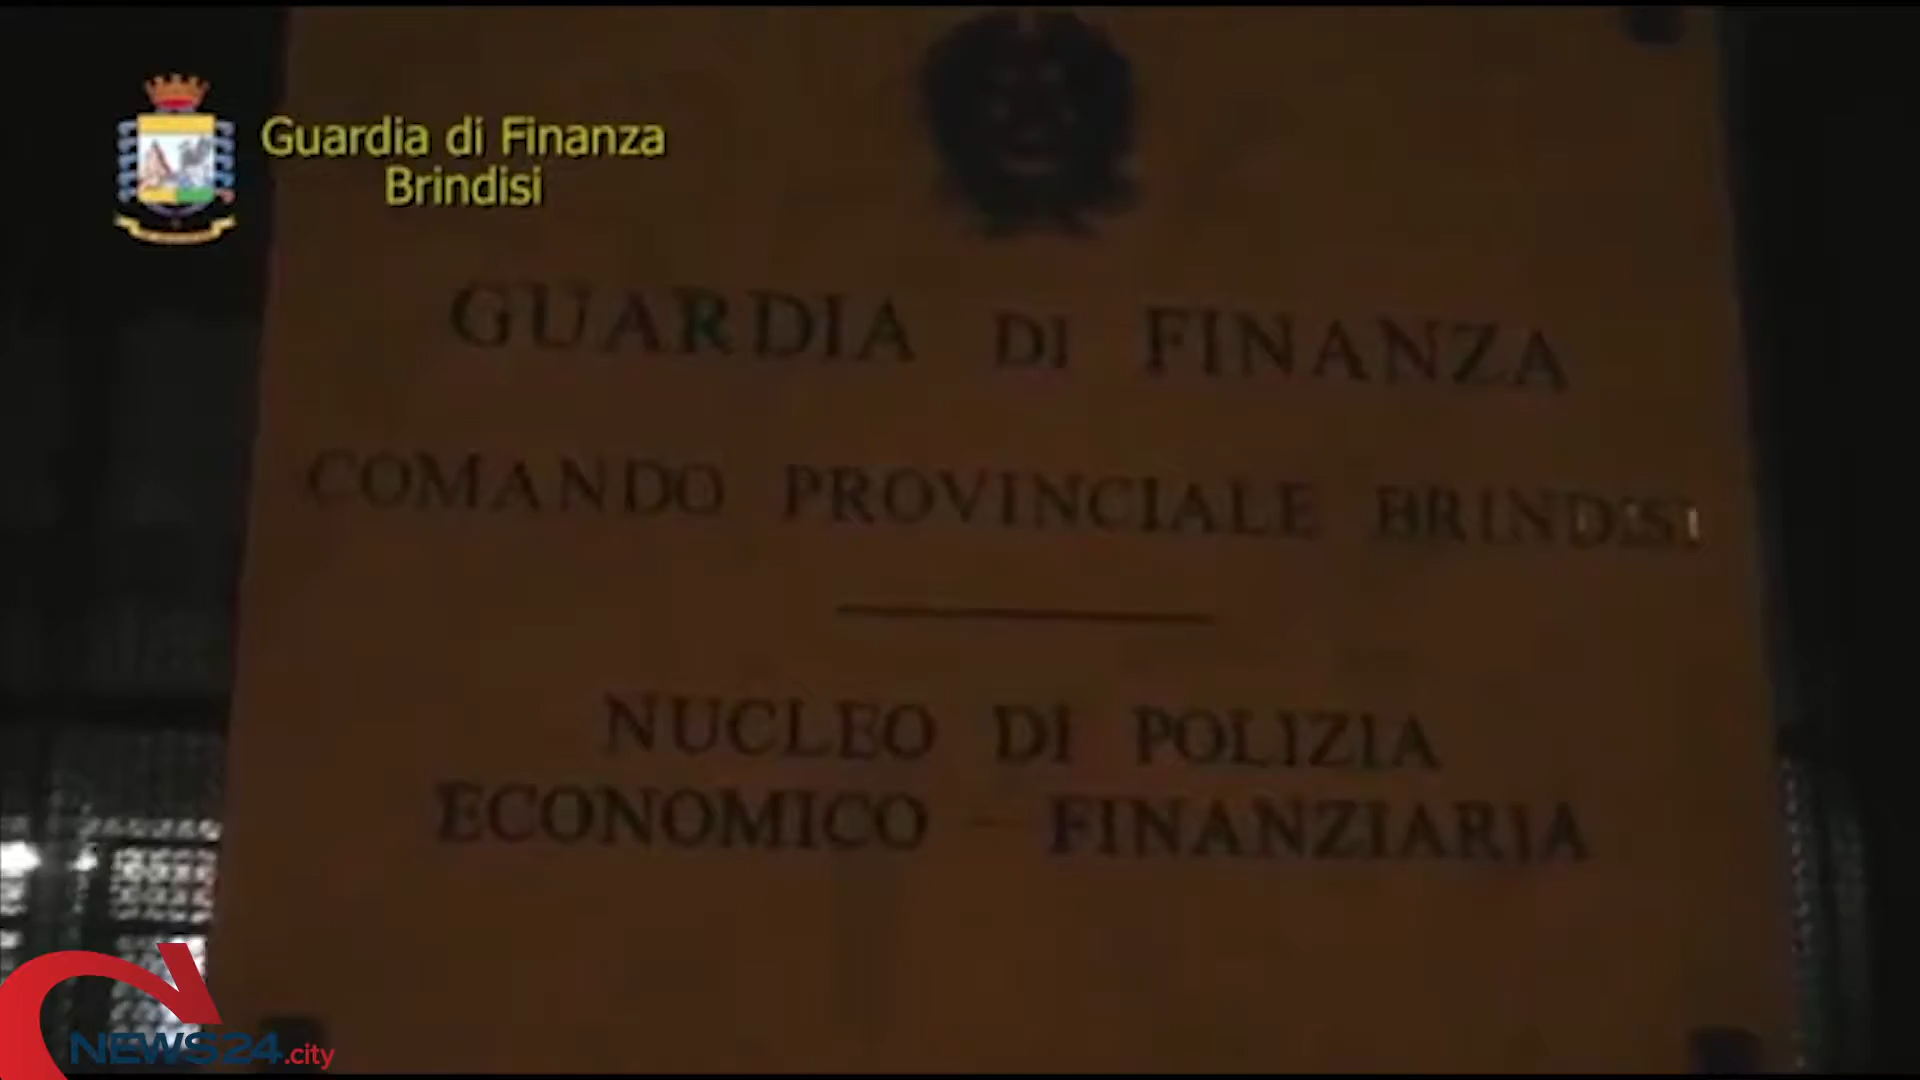 Guardia di Finanza
Brindisi
GUARDIA DI FINANZA
COMANDO PROVINCIALE BRINDISI
NUCLEO DI POLIZIA
ECONOMICO - FINANZIARIA
NEWS24.city